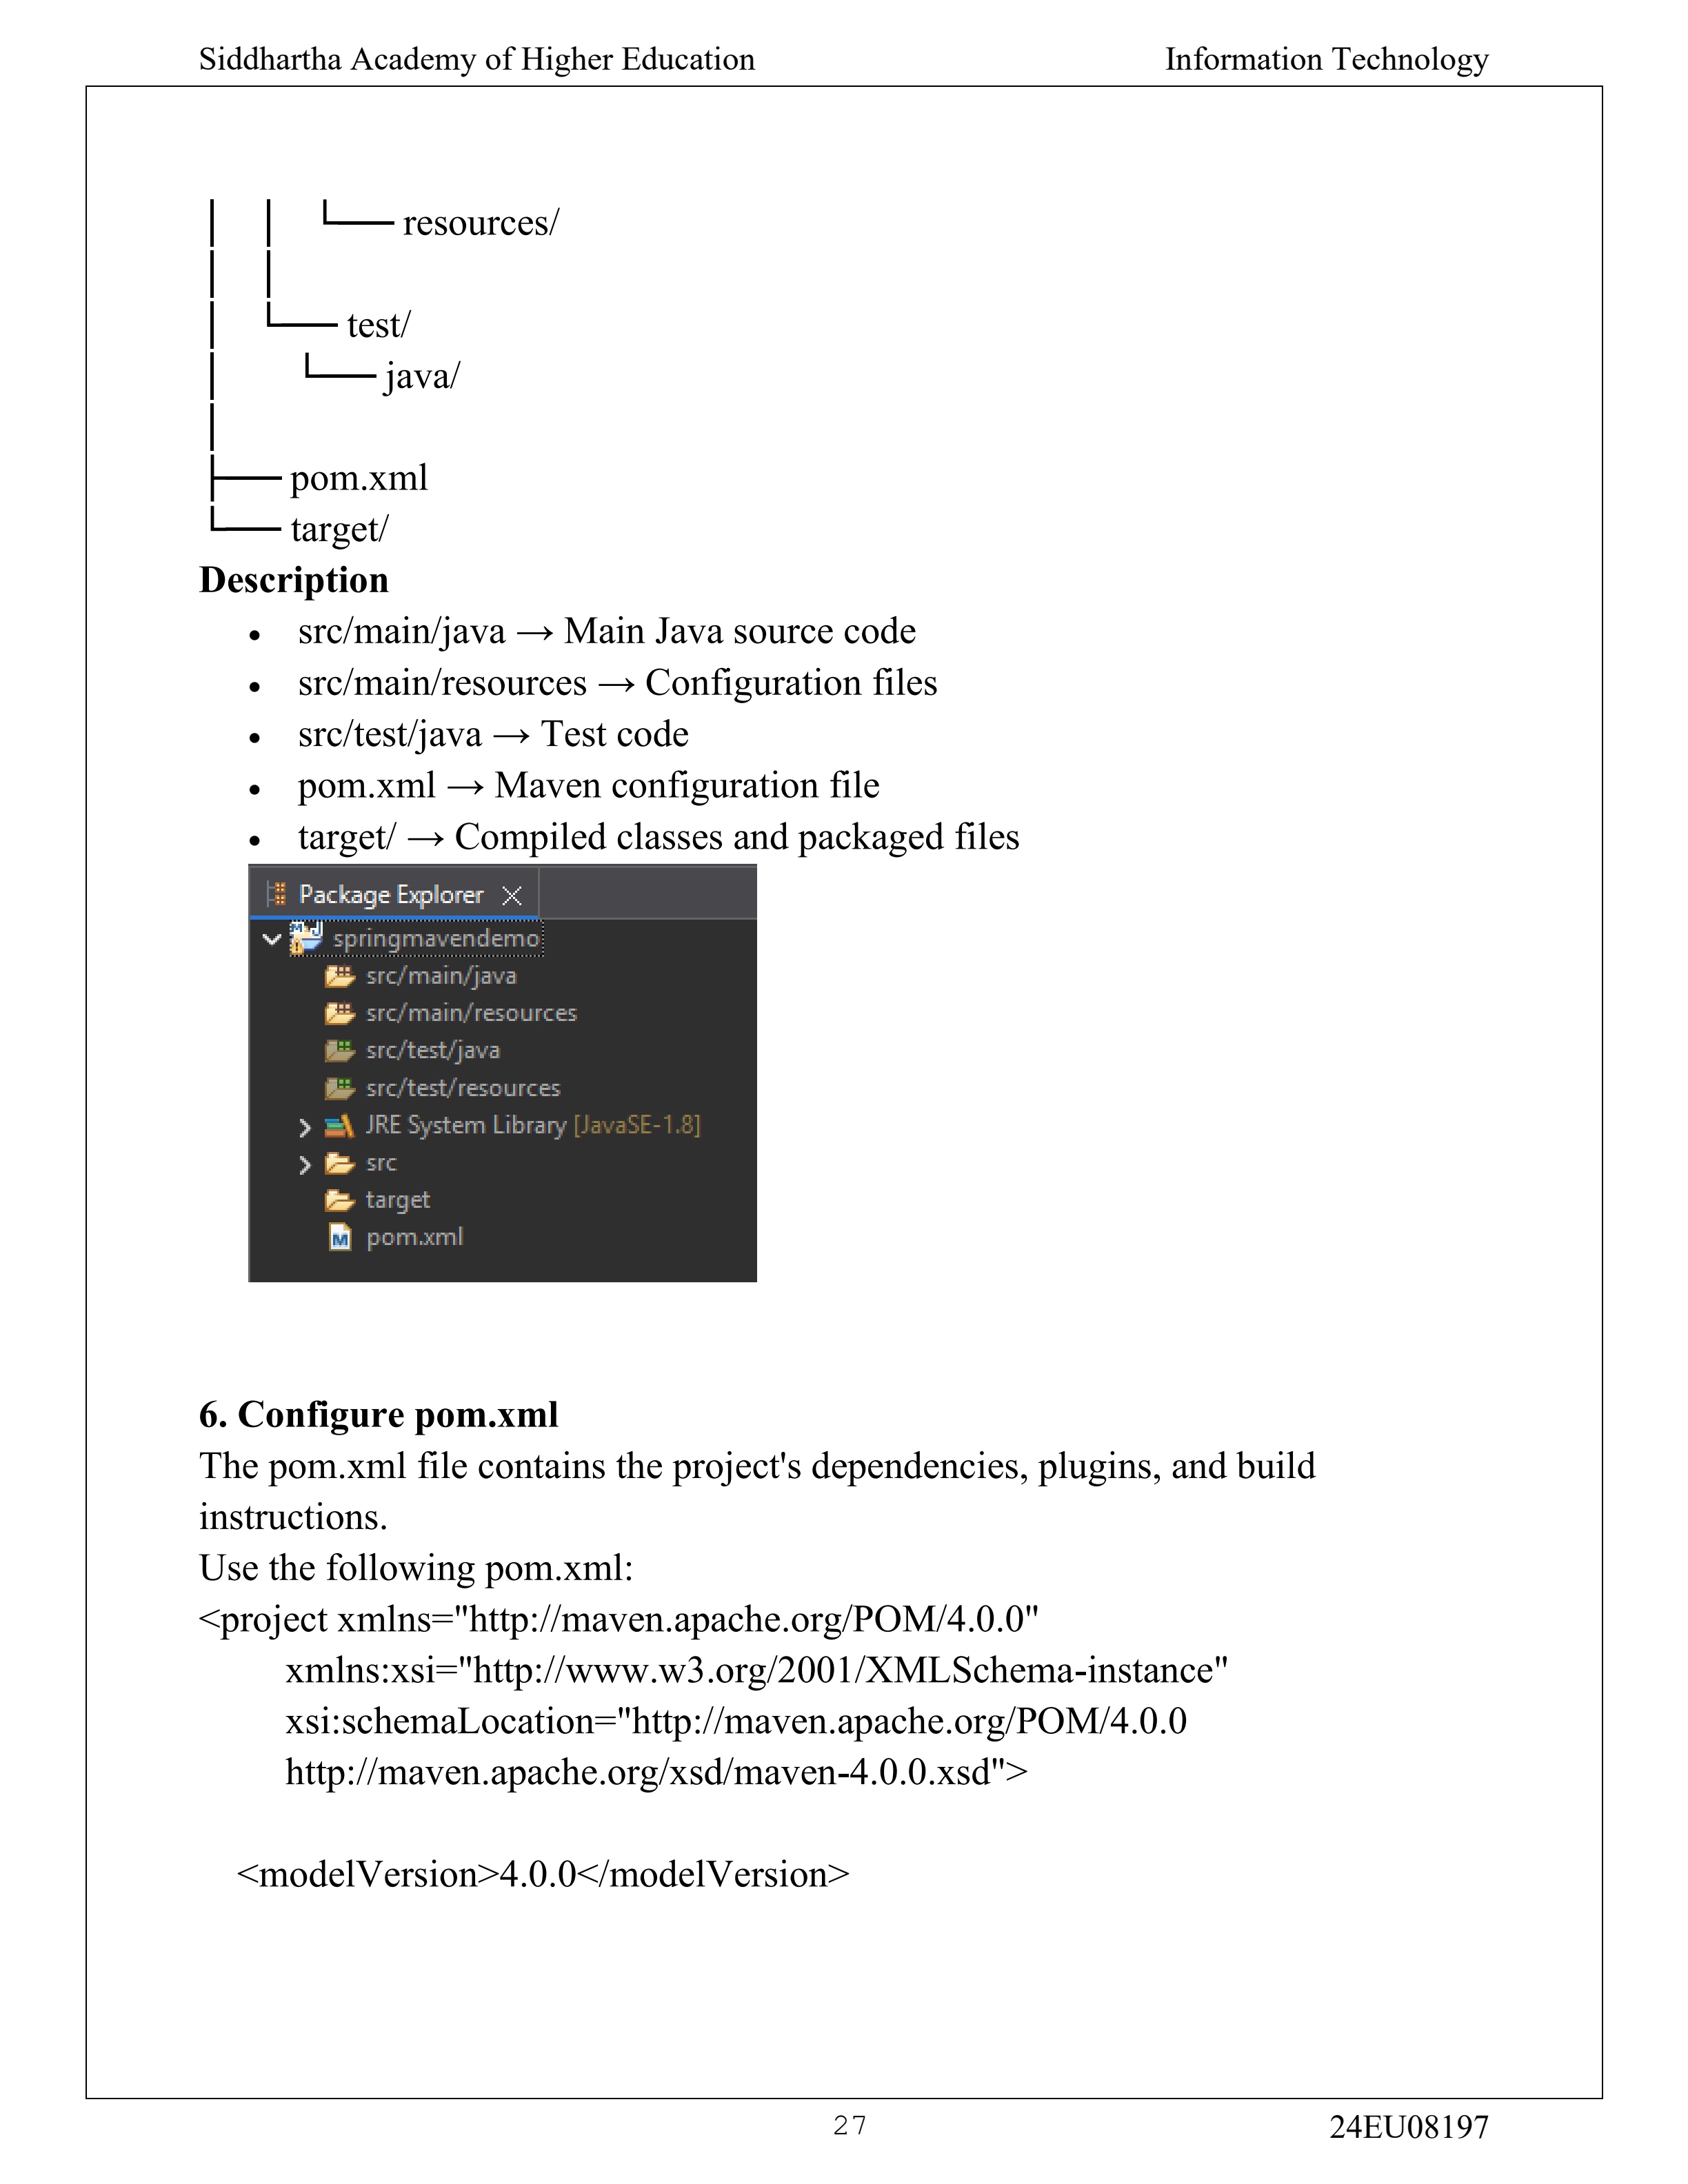 Siddhartha Academy of Higher Education Information Technology
│ │ └── resources/
│ │
│ └── test/
│ └── java/
│
├── pom.xml
└── target/
Description
• src/main/java → Main Java source code
• src/main/resources → Configuration files
• src/test/java → Test code
• pom.xml → Maven configuration file
• target/ → Compiled classes and packaged files
Package Explorer
springmavendemo
src/main/java
src/main/resources
src/test/java
src/test/resources
JRE System Library [JavaSE-1.8]
src
target
pom.xml
6. Configure pom.xml
The pom.xml file contains the project's dependencies, plugins, and build
instructions.
Use the following pom.xml:
<project xmlns="http://maven.apache.org/POM/4.0.0"
xmlns:xsi="http://www.w3.org/2001/XMLSchema-instance"
xsi:schemaLocation="http://maven.apache.org/POM/4.0.0
http://maven.apache.org/xsd/maven-4.0.0.xsd">
<modelVersion>4.0.0</modelVersion>
27 24EU08197